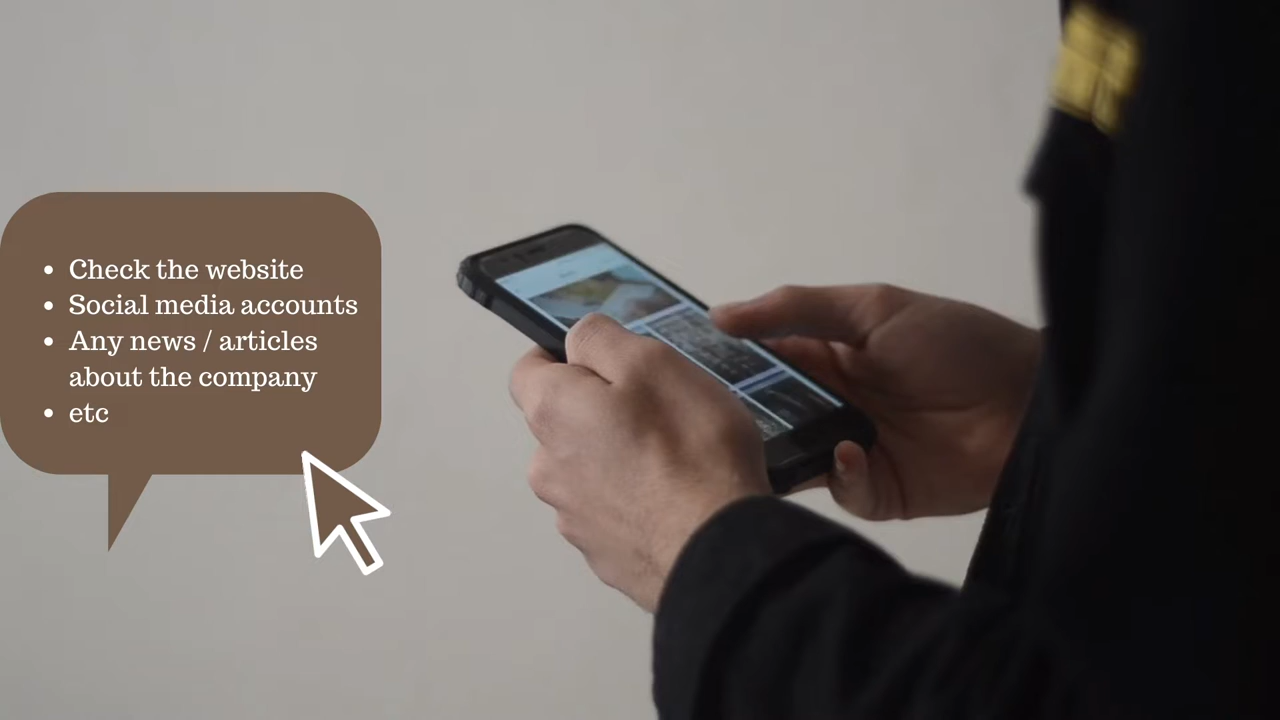 • Check the website
• Social media accounts
• Any news / articles
about the company
• etc